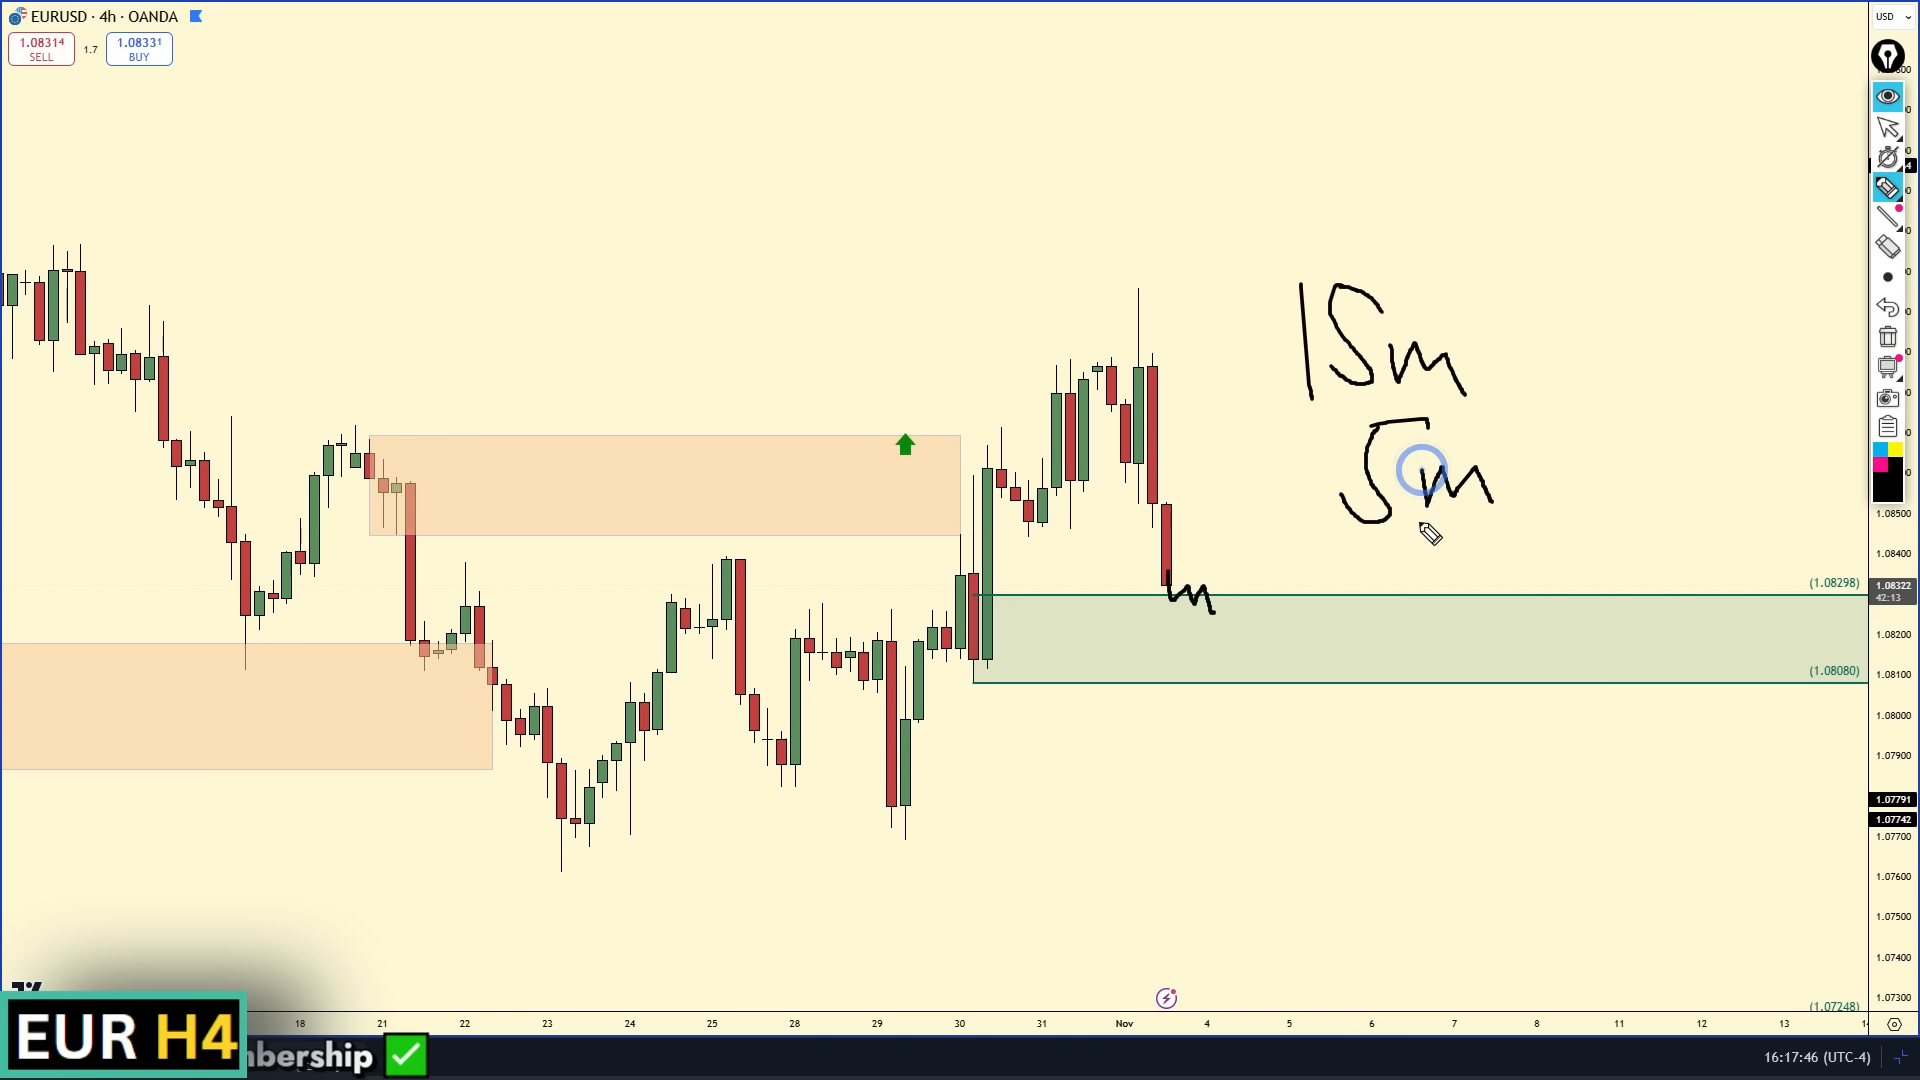 EURUSD · 4h · OANDA
USD
1.08314
SELL
1.7
1.08331
BUY
15m
5m
1.08500
1.08400
(1.08298)
1.08322
42:13
1.08200
(1.08080)
1.08100
1.08000
1.07900
1.07791
1.07742
1.07700
1.07600
1.07500
1.07400
1.07300
(1.07248)
18 21 22 23 24 25 28 29 30 31 Nov 4 5 6 7 8 11 12 13
EUR H4
16:17:46 (UTC-4)